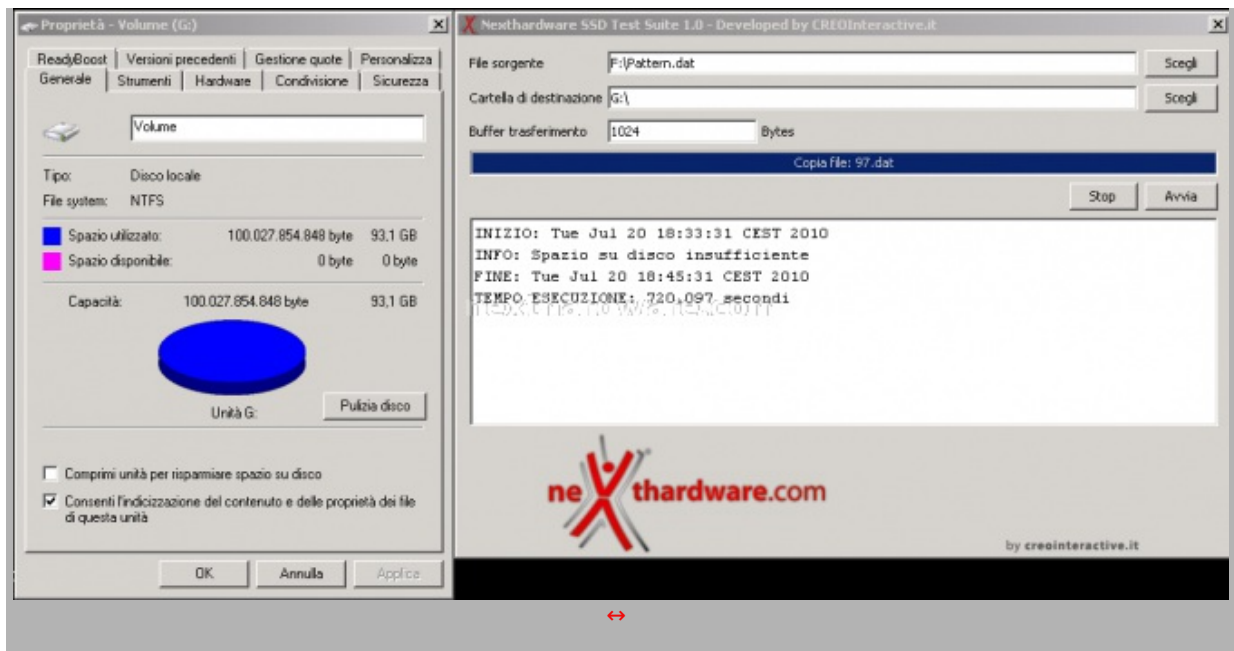 Proprietà - Volume (G:)
ReadyBoost Versioni precedenti Gestione quote Personalizza
Generale Strumenti Hardware Condivisione Sicurezza
Volume
Tipo: Disco locale
File system: NTFS
Spazio utilizzato: 100.027.854.848 byte 93,1 GB
Spazio disponibile: 0 byte 0 byte
Capacità: 100.027.854.848 byte 93,1 GB
Unità G:
Pulizia disco
Comprimi unità per risparmiare spazio su disco
Consenti l'indicizzazione del contenuto e delle proprietà dei file
di questa unità
OK Annulla Applica
Nexthardware SSD Test Suite 1.0 - Developed by CREOInteractive.it
File sorgente F:\Pattern.dat Scegli
Cartella di destinazione G:\ Scegli
Buffer trasferimento 1024 Bytes
Copia file: 97.dat
Stop Avvia
INIZIO: Tue Jul 20 18:33:31 CEST 2010
INFO: Spazio su disco insufficiente
FINE: Tue Jul 20 18:45:31 CEST 2010
TEMPO ESECUZIONE: 720.097 secondi
nexthardware.com
nexthardware.com
by creointeractive.it